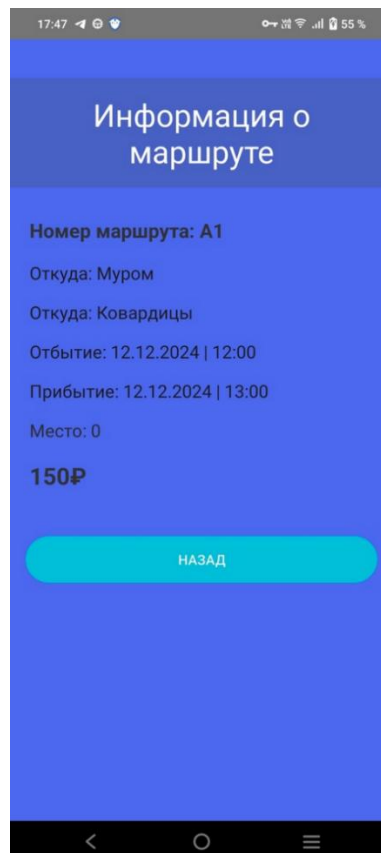 17:47
55 %
Информация о
маршруте
Номер маршрута: А1
Откуда: Муром
Откуда: Ковардицы
Отбытие: 12.12.2024 | 12:00
Прибытие: 12.12.2024 | 13:00
Место: 0
150₽
НАЗАД